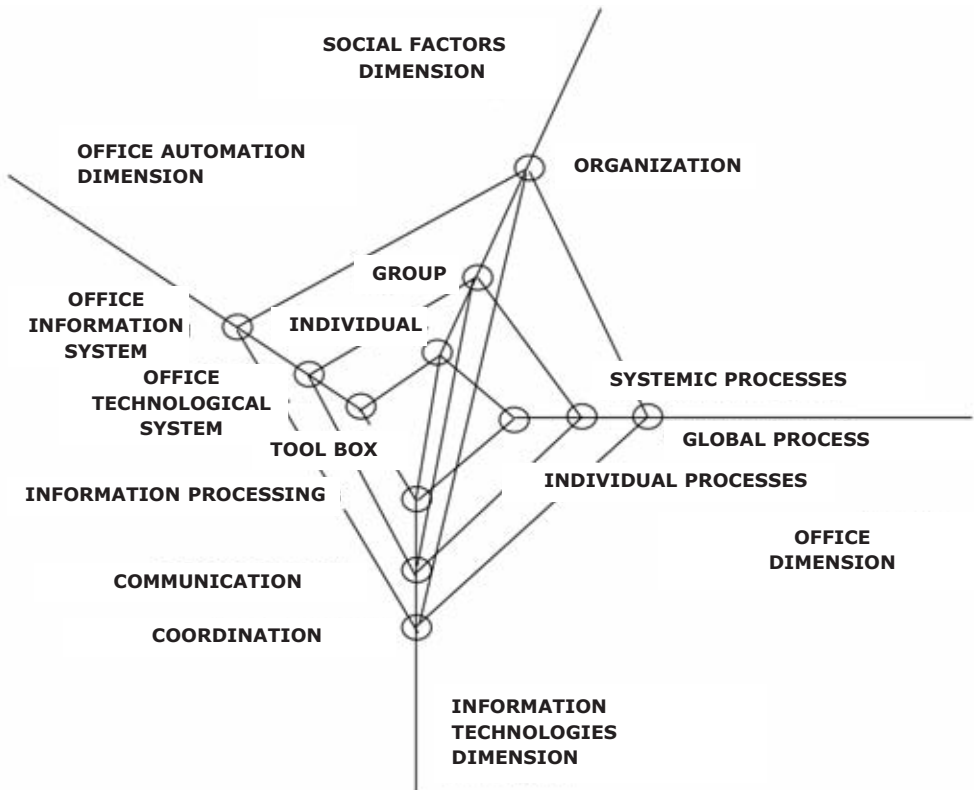 SOCIAL FACTORS
DIMENSION
OFFICE AUTOMATION
DIMENSION
ORGANIZATION
GROUP
OFFICE
INFORMATION
SYSTEM
INDIVIDUAL
OFFICE
TECHNOLOGICAL
SYSTEM
SYSTEMIC PROCESSES
TOOL BOX
GLOBAL PROCESS
INFORMATION PROCESSING
INDIVIDUAL PROCESSES
OFFICE
DIMENSION
COMMUNICATION
COORDINATION
INFORMATION
TECHNOLOGIES
DIMENSION